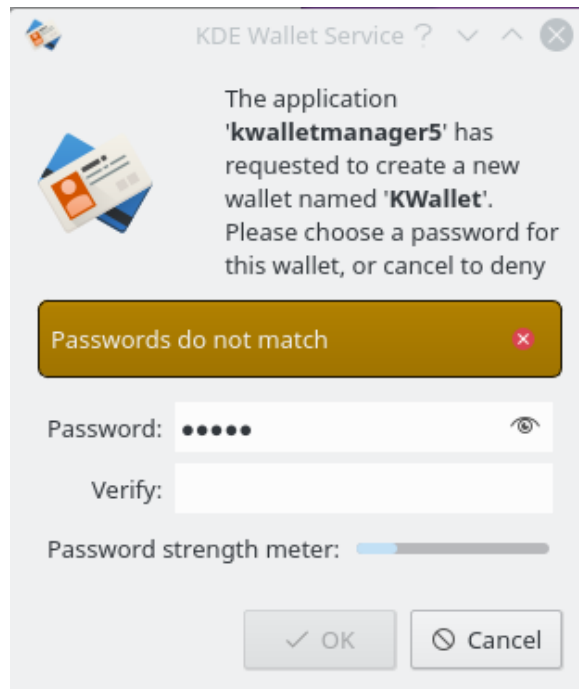 KDE Wallet Service
The application
'kwalletmanager5' has
requested to create a new
wallet named 'KWallet'.
Please choose a password for
this wallet, or cancel to deny
Passwords do not match
Password: ●●●●●
Verify:
Password strength meter:
OK
Cancel